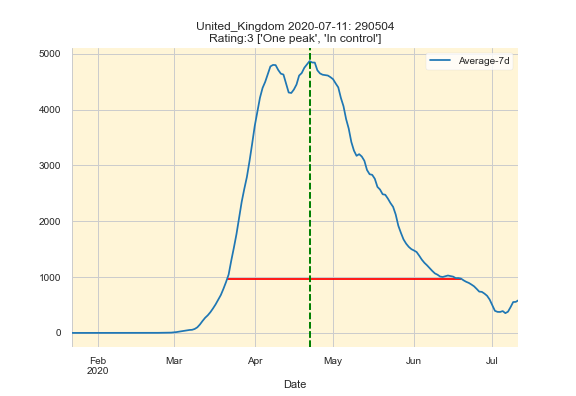 United_Kingdom 2020-07-11: 290504
Rating:3 ['One peak', 'In control']
Average-7d
5000
4000
3000
2000
1000
0
Feb
2020
Mar
Apr
May
Jun
Jul
Date